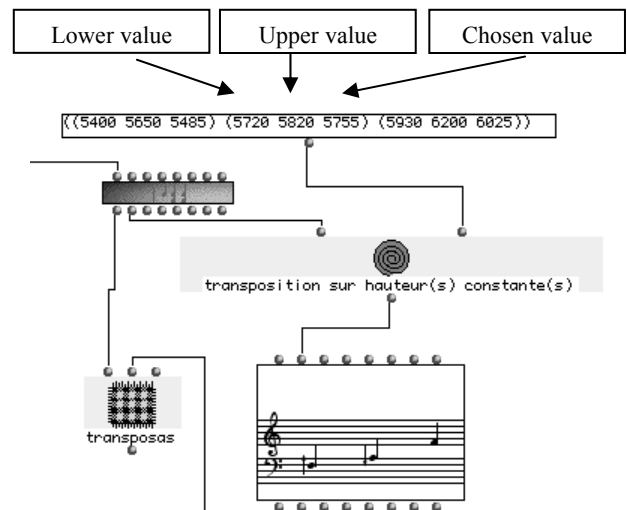 Lower value
Upper value
Chosen value
((5400 5650 5485) (5720 5820 5755) (5930 6200 6025))
transposition sur hauteur(s) constante(s)
transposas